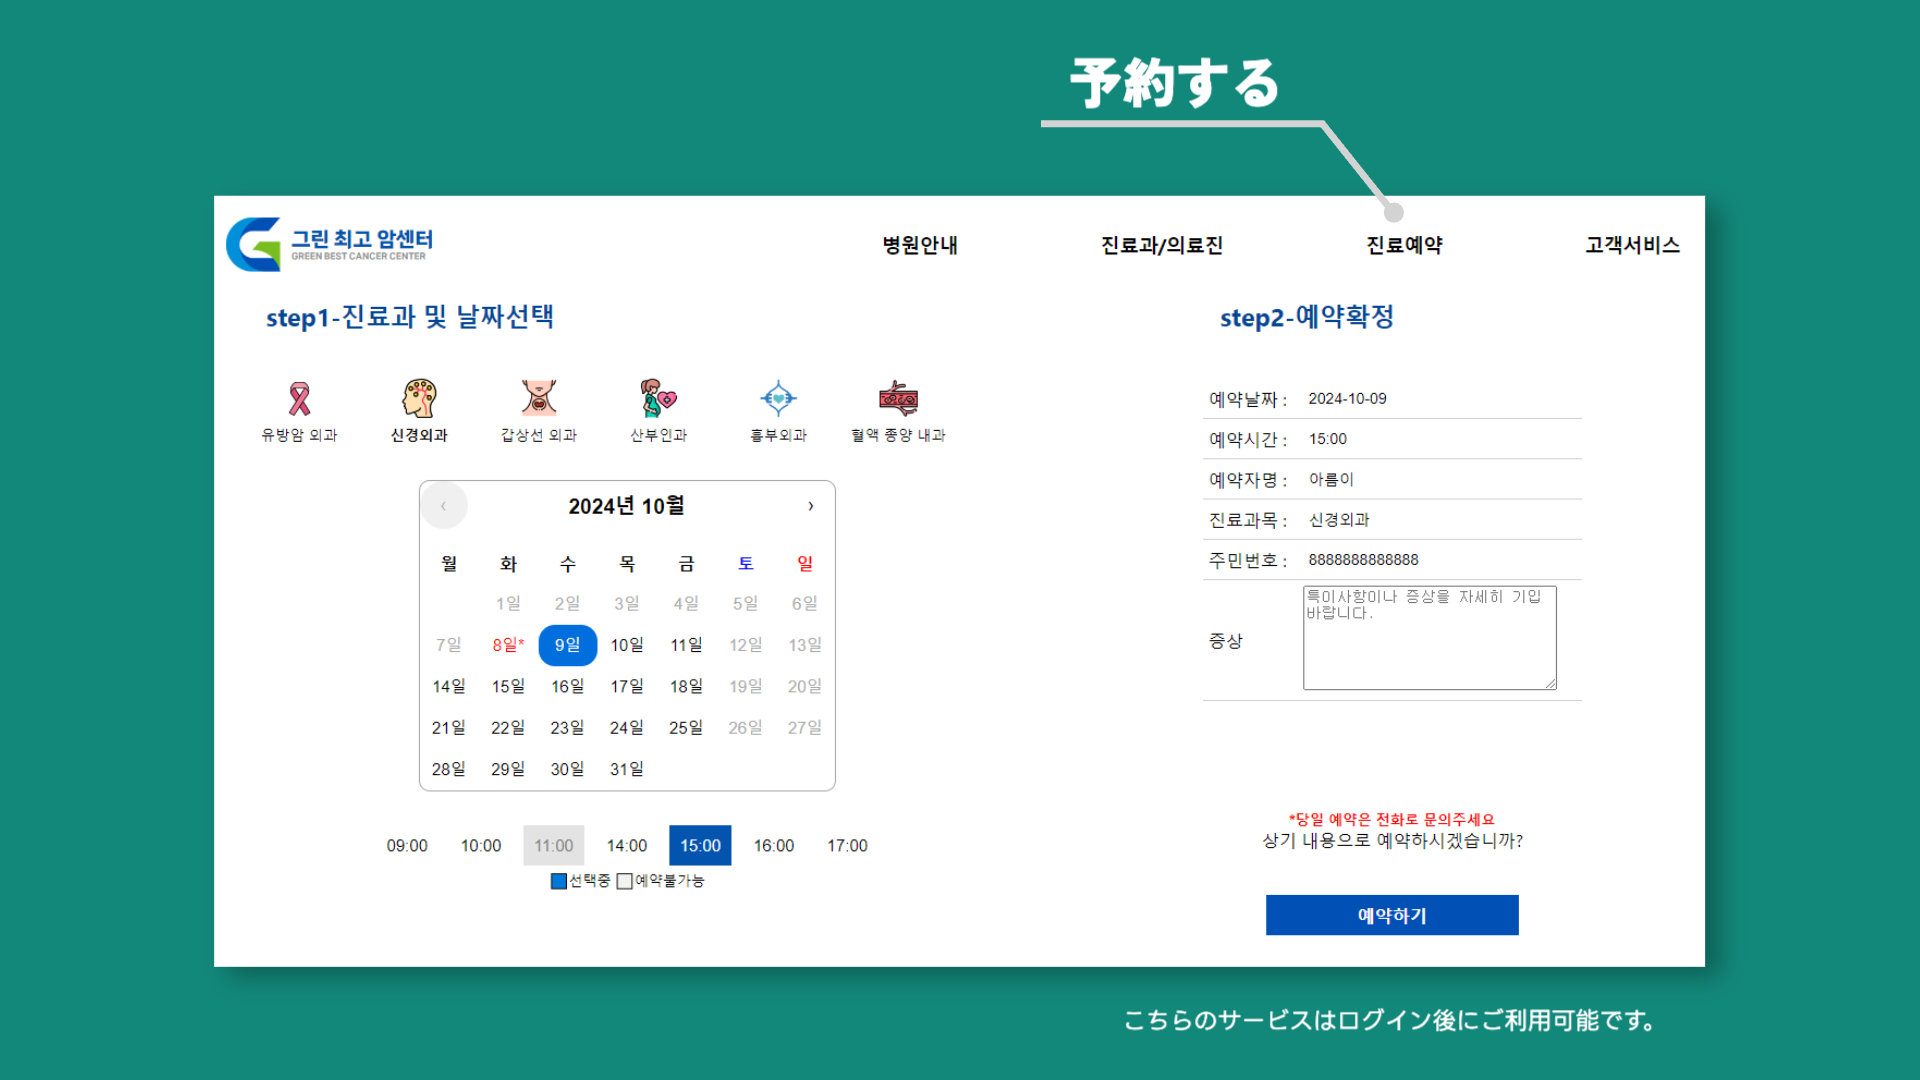 予約する
그린 최고 암센터
GREEN BEST CANCER CENTER
병원안내 진료과/의료진 진료예약 고객서비스
step1-진료과 및 날짜선택
유방암 외과 신경외과 갑상선 외과 산부인과 흉부외과 혈액 종양 내과
‹ 2024년 10월 ›
월 화 수 목 금 토 일
1일 2일 3일 4일 5일 6일
7일 8일* 9일 10일 11일 12일 13일
14일 15일 16일 17일 18일 19일 20일
21일 22일 23일 24일 25일 26일 27일
28일 29일 30일 31일
09:00 10:00 11:00 14:00 15:00 16:00 17:00
선택중 예약불가능
step2-예약확정
예약날짜 : 2024-10-09
예약시간 : 15:00
예약자명 : 아름이
진료과목 : 신경외과
주민번호 : 8888888888888
증상
특이사항이나 증상을 자세히 기입
바랍니다.
*당일 예약은 전화로 문의주세요
상기 내용으로 예약하시겠습니까?
예약하기
こちらのサービスはログイン後にご利用可能です。